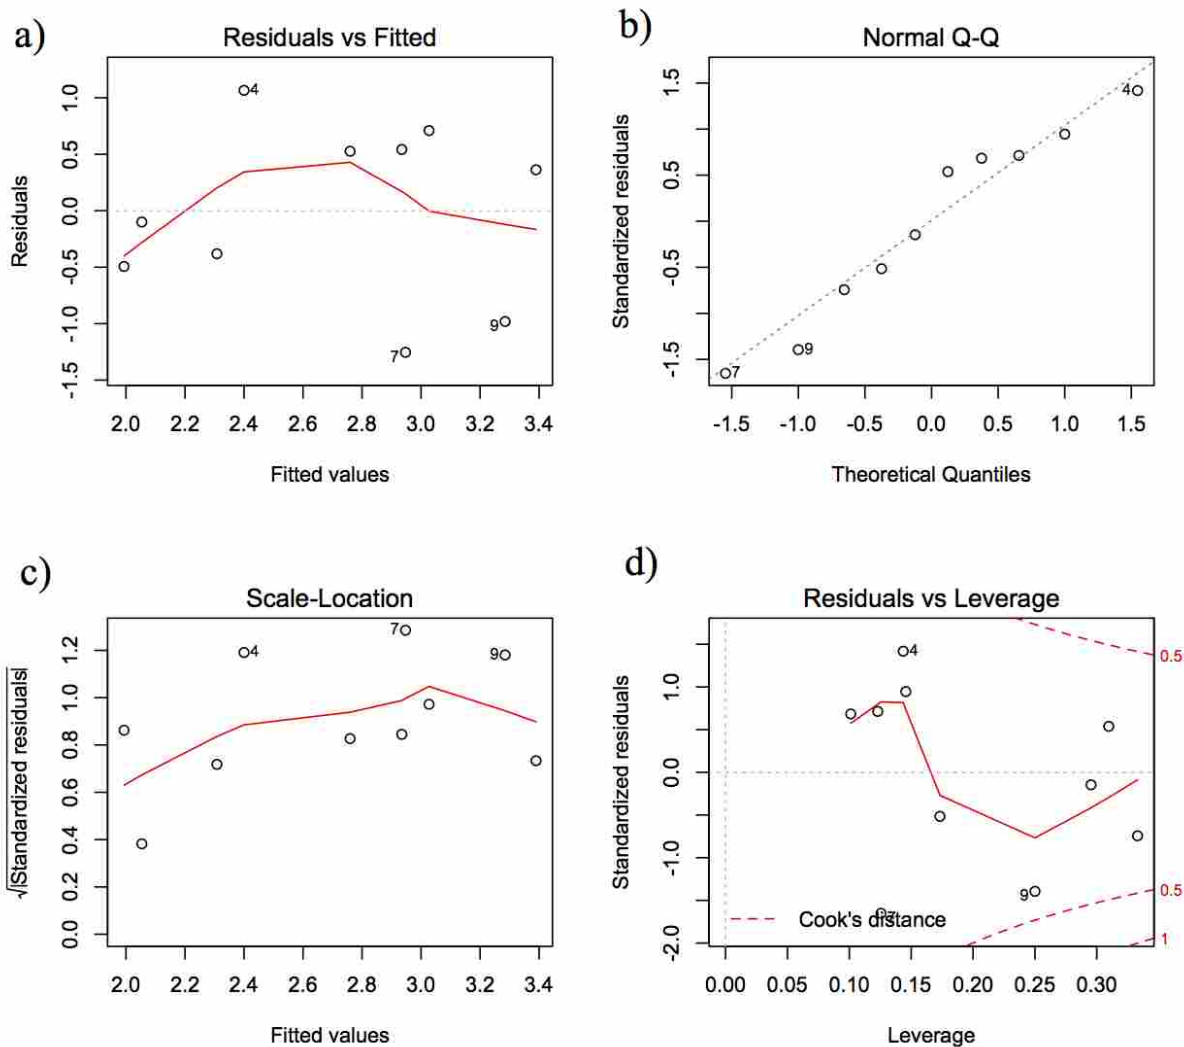 a)
Residuals vs Fitted
Residuals
1.0
0.5
0.0
-0.5
-1.0
-1.5
4
9
7
2.0 2.2 2.4 2.6 2.8 3.0 3.2 3.4
Fitted values
b)
Normal Q-Q
Standardized residuals
1.5
0.5
-0.5
-1.5
4
9
7
-1.5 -1.0 -0.5 0.0 0.5 1.0 1.5
Theoretical Quantiles
c)
Scale-Location
√|Standardized residuals|
1.2
1.0
0.8
0.6
0.4
0.2
0.0
4
7
9
2.0 2.2 2.4 2.6 2.8 3.0 3.2 3.4
Fitted values
d)
Residuals vs Leverage
Standardized residuals
1.0
0.0
-1.0
-2.0
4
9
7
0.5
0.5
1
Cook's distance
0.00 0.05 0.10 0.15 0.20 0.25 0.30
Leverage